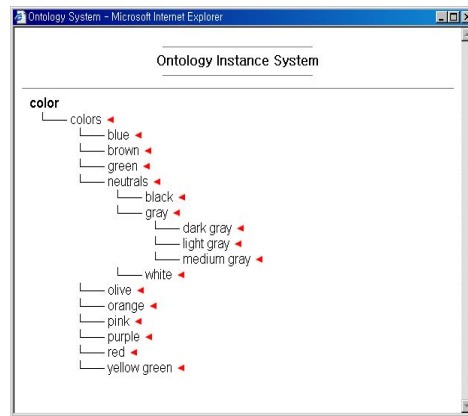 Ontology System - Microsoft Internet Explorer
Ontology Instance System
color
colors
blue
brown
green
neutrals
black
gray
dark gray
light gray
medium gray
white
olive
orange
pink
purple
red
yellow green